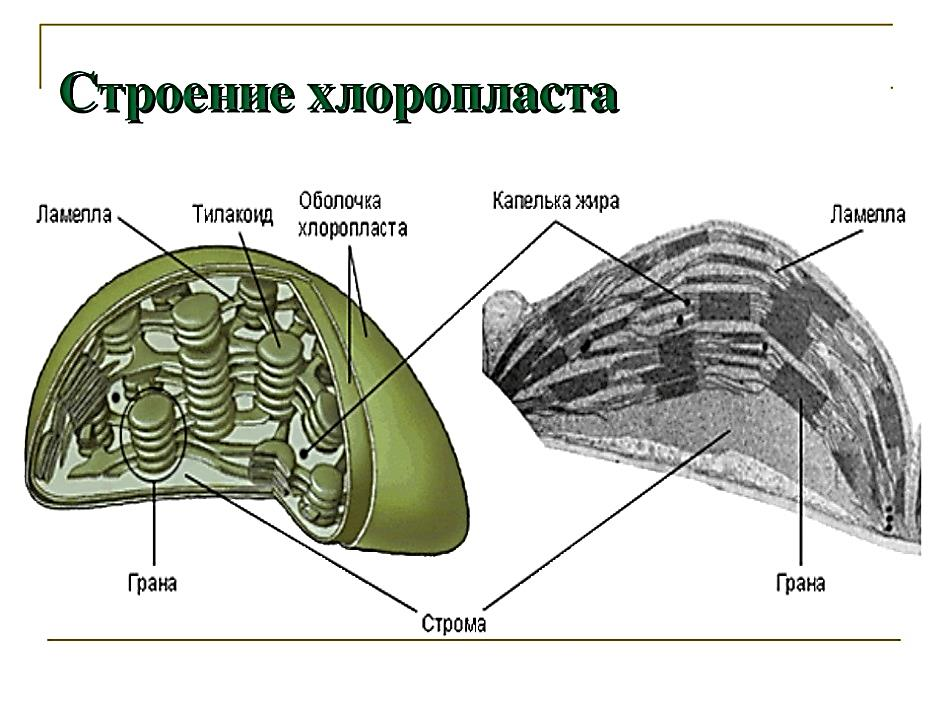 Строение хлоропласта
Ламелла
Тилакоид
Оболочка
хлоропласта
Капелька жира
Ламелла
Грана
Строма
Грана